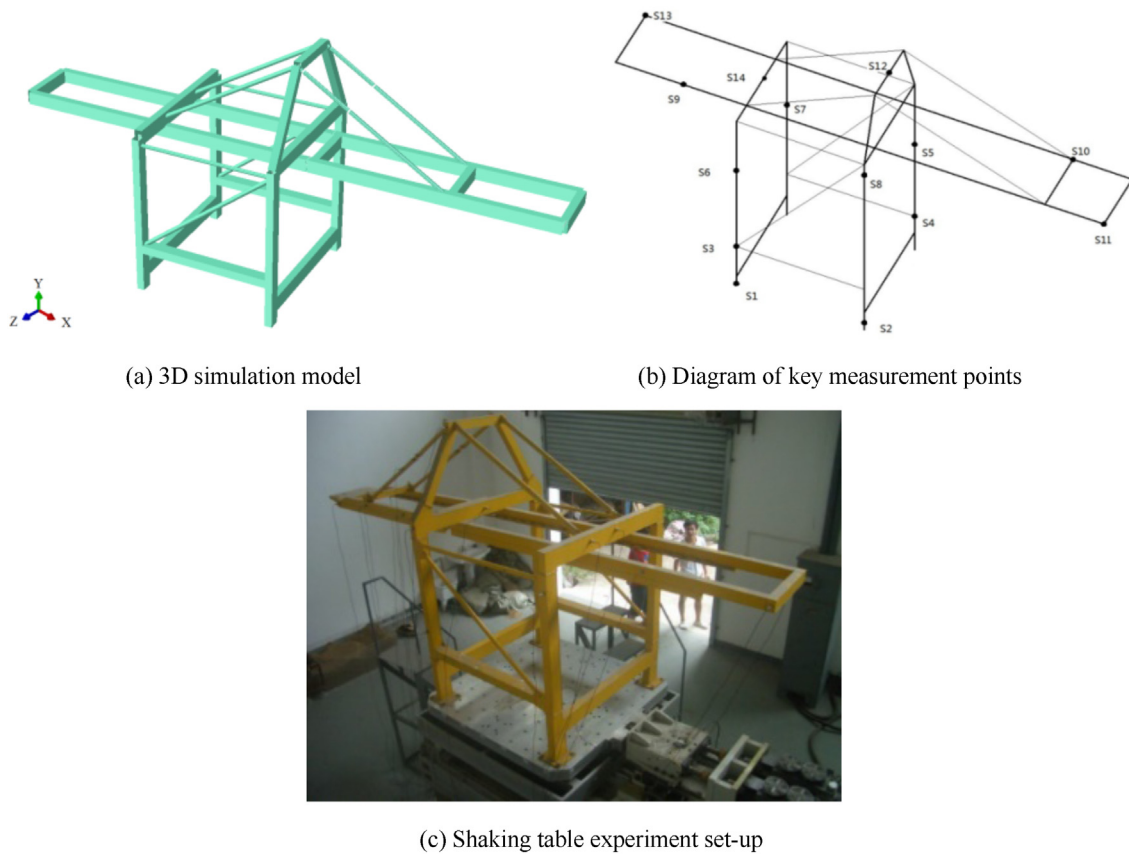 S13
S12
S14
S9
S7
S5
S10
S6
S8
S4
S11
S3
S1
S2
Y
Z
X
(a) 3D simulation model
(b) Diagram of key measurement points
(c) Shaking table experiment set-up